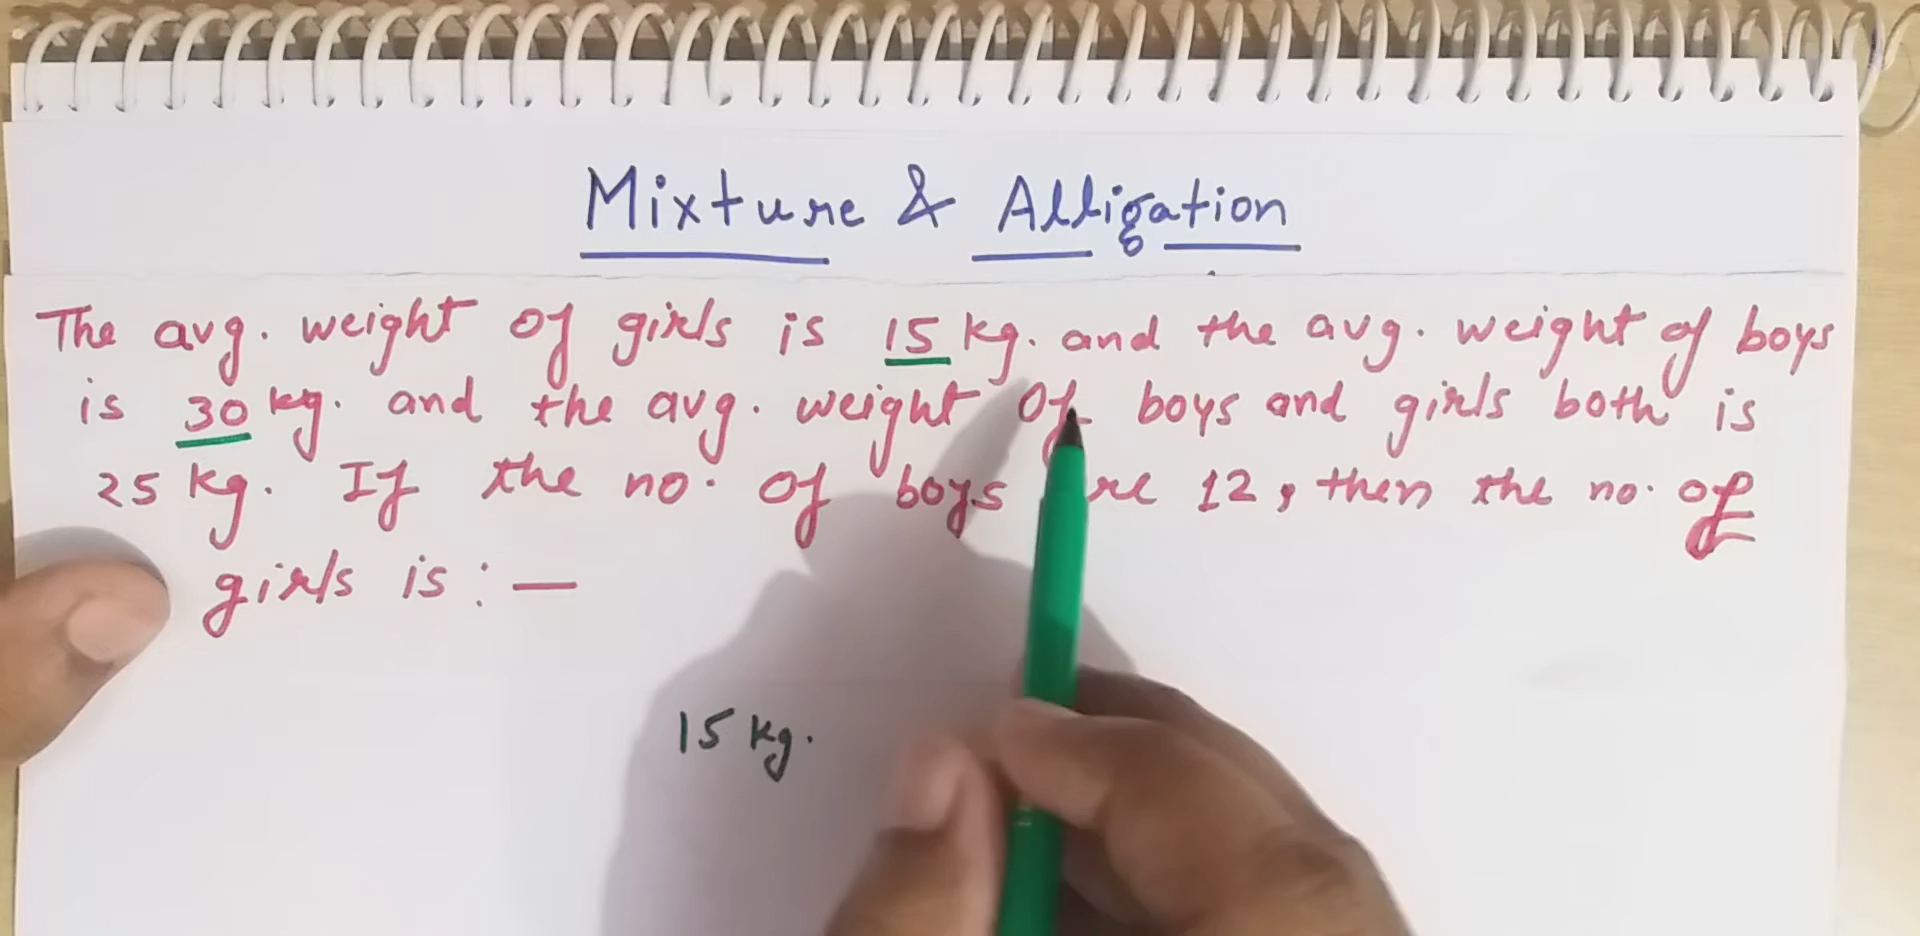 Mixture & Alligation
The avg. weight of girls is 15 kg. and the avg. weight of boys
is 30 kg. and the avg. weight of boys and girls both is
25 kg. If the no. of boys re 12, then the no. of
girls is : —
15 kg.